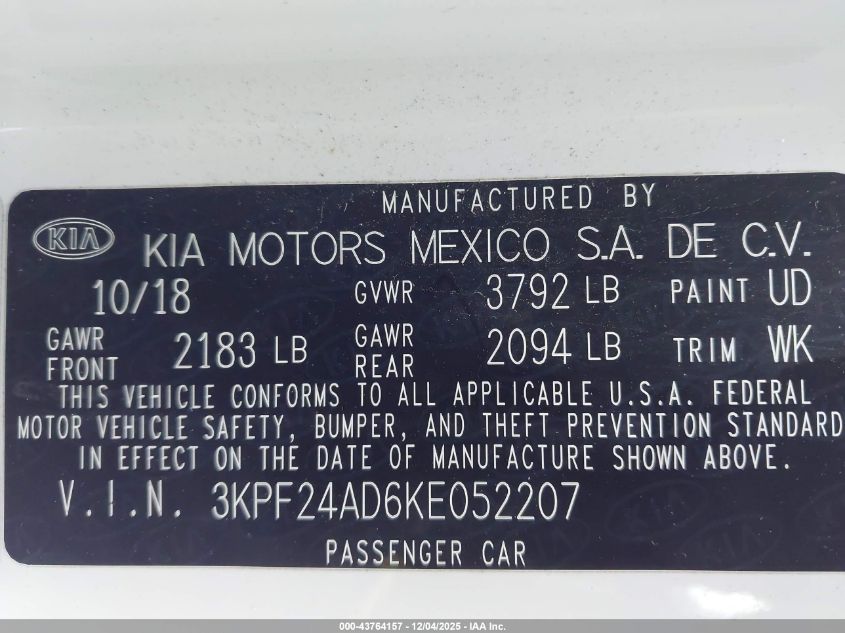 MANUFACTURED BY
KIA KIA MOTORS MEXICO S.A. DE C.V.
10/18 GVWR 3792 LB PAINT UD
GAWR FRONT 2183 LB GAWR REAR 2094 LB TRIM WK
THIS VEHICLE CONFORMS TO ALL APPLICABLE U.S.A. FEDERAL
MOTOR VEHICLE SAFETY, BUMPER, AND THEFT PREVENTION STANDARD
IN EFFECT ON THE DATE OF MANUFACTURE SHOWN ABOVE.
V.I.N. 3KPF24AD6KE052207
PASSENGER CAR
000-43764157 - 12/04/2025 - IAA Inc.